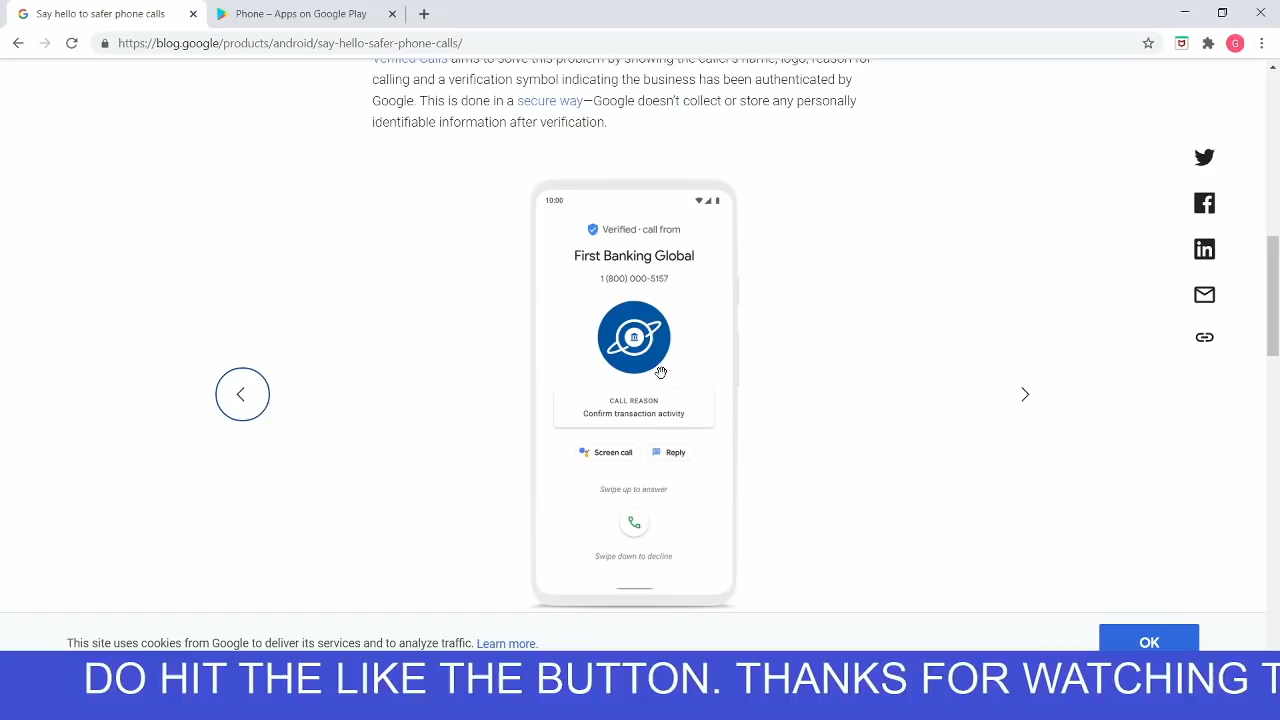 Say hello to safer phone calls
Phone – Apps on Google Play
https://blog.google/products/android/say-hello-safer-phone-calls/
G
Verified Calls aims to solve this problem by showing the caller's name, logo, reason for
calling and a verification symbol indicating the business has been authenticated by
Google. This is done in a secure way—Google doesn't collect or store any personally
identifiable information after verification.
10:00
Verified · call from
First Banking Global
1 (800) 000-5157
CALL REASON
Confirm transaction activity
Screen call
Reply
Swipe up to answer
Swipe down to decline
This site uses cookies from Google to deliver its services and to analyze traffic. Learn more.
OK
DO HIT THE LIKE THE BUTTON. THANKS FOR WATCHING T